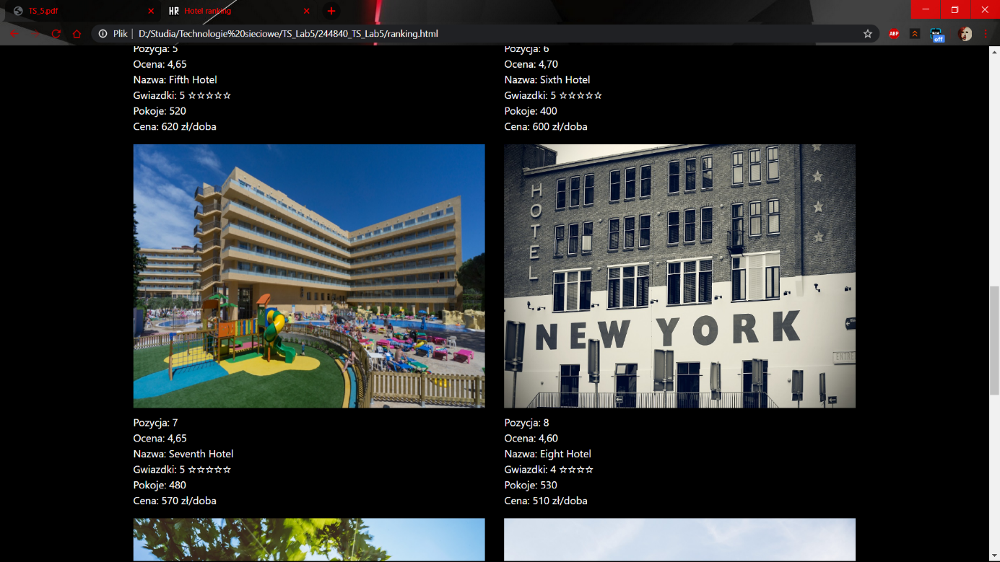 TS_5.pdf
HR Hotel ranking
Plik
D:/Studia/Technologie%20sieciowe/TS_Lab5/244840_TS_Lab5/ranking.html
ABP
off
Pozycja: 5
Ocena: 4,65
Nazwa: Fifth Hotel
Gwiazdki: 5 ☆☆☆☆☆
Pokoje: 520
Cena: 620 zł/doba
Pozycja: 6
Ocena: 4,70
Nazwa: Sixth Hotel
Gwiazdki: 5 ☆☆☆☆☆
Pokoje: 400
Cena: 600 zł/doba
HOTEL
NEW YORK
ENTRE
Pozycja: 7
Ocena: 4,65
Nazwa: Seventh Hotel
Gwiazdki: 5 ☆☆☆☆☆
Pokoje: 480
Cena: 570 zł/doba
Pozycja: 8
Ocena: 4,60
Nazwa: Eight Hotel
Gwiazdki: 4 ☆☆☆☆
Pokoje: 530
Cena: 510 zł/doba